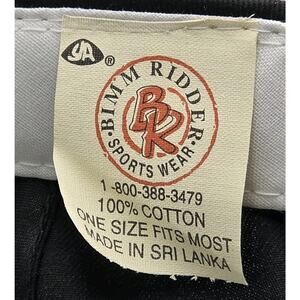 YA ®
BIMM RIDDER
BR
• SPORTS WEAR •
1-800-388-3479
100% COTTON
ONE SIZE FITS MOST
MADE IN SRI LANKA